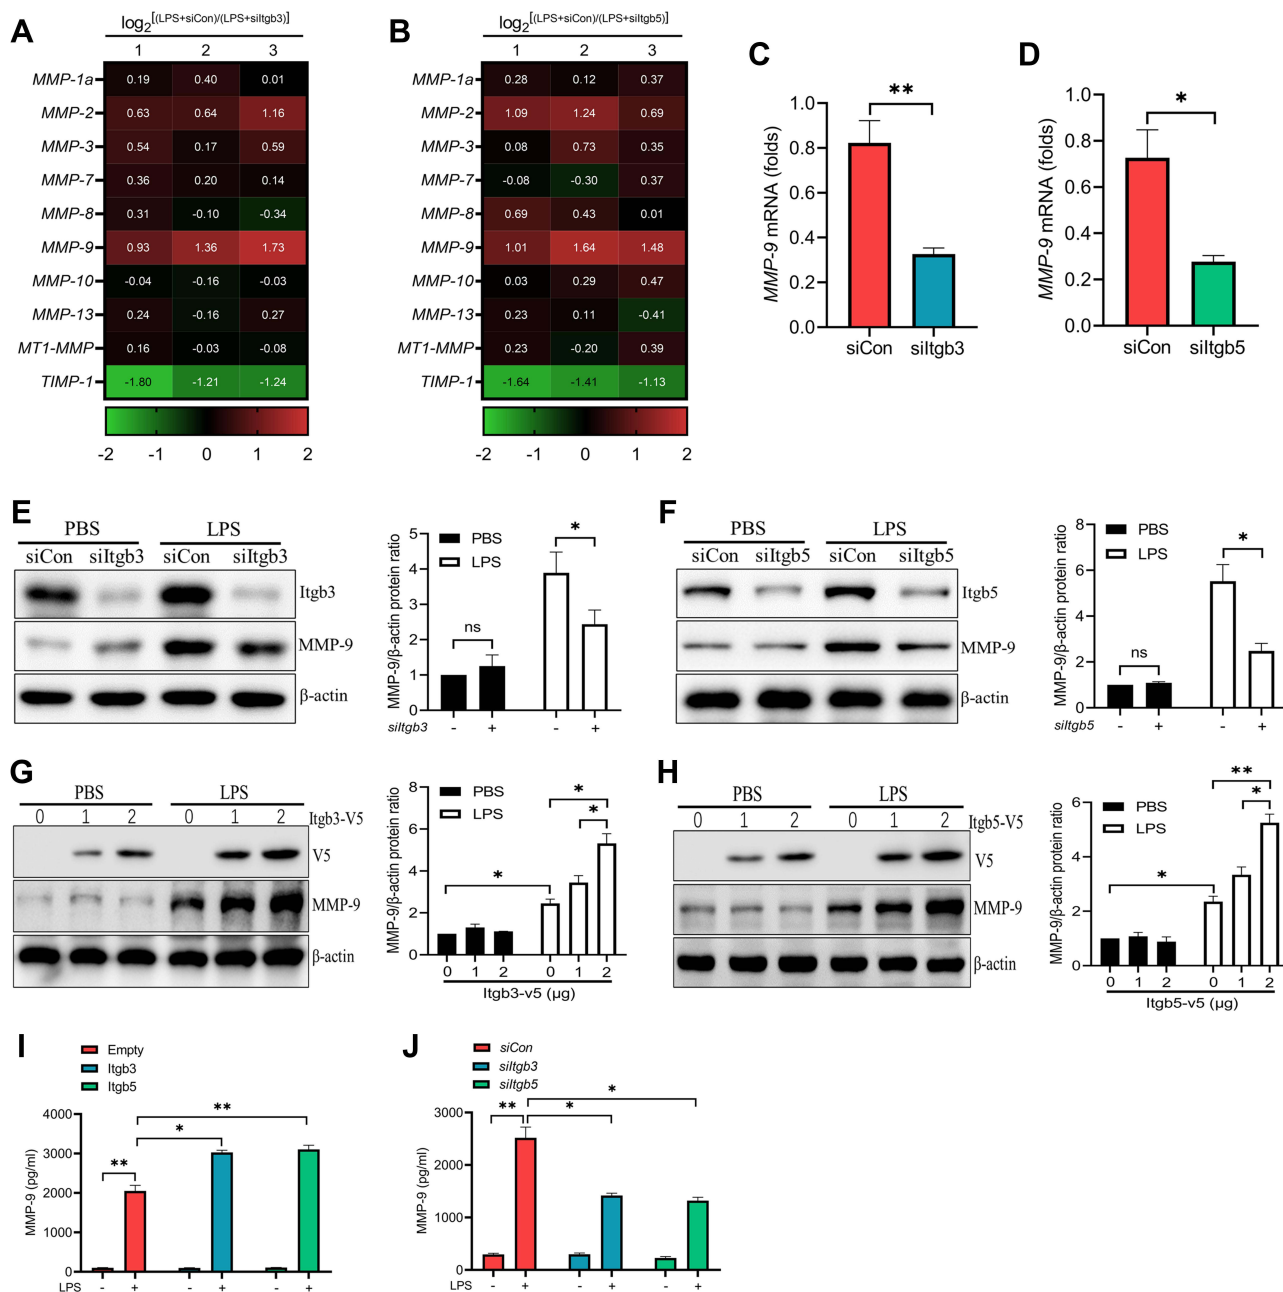 A
log2[(LPS+siCon)/(LPS+siItgb3)]
1 2 3
MMP-1a 0.19 0.40 0.01
MMP-2 0.63 0.64 1.16
MMP-3 0.54 0.17 0.59
MMP-7 0.36 0.20 0.14
MMP-8 0.31 -0.10 -0.34
MMP-9 0.93 1.36 1.73
MMP-10 -0.04 -0.16 -0.03
MMP-13 0.24 -0.16 0.27
MT1-MMP 0.16 -0.03 -0.08
TIMP-1 -1.80 -1.21 -1.24
-2 -1 0 1 2
B
log2[(LPS+siCon)/(LPS+siItgb5)]
1 2 3
MMP-1a 0.28 0.12 0.37
MMP-2 1.09 1.24 0.69
MMP-3 0.08 0.73 0.35
MMP-7 -0.08 -0.30 0.37
MMP-8 0.69 0.43 0.01
MMP-9 1.01 1.64 1.48
MMP-10 0.03 0.29 0.47
MMP-13 0.23 0.11 -0.41
MT1-MMP 0.23 -0.20 0.39
TIMP-1 -1.64 -1.41 -1.13
-2 -1 0 1 2
C
MMP-9 mRNA (folds)
1.0
0.8
0.6
0.4
0.2
0.0
**
siCon siItgb3
D
MMP-9 mRNA (folds)
1.0
0.8
0.6
0.4
0.2
0.0
*
siCon siItgb5
E
PBS LPS
siCon siItgb3 siCon siItgb3
Itgb3
MMP-9
β-actin
MMP-9/β-actin protein ratio
5
4
3
2
1
0
PBS
LPS
ns
*
siItgb3 - + - +
F
PBS LPS
siCon siItgb5 siCon siItgb5
Itgb5
MMP-9
β-actin
MMP-9/β-actin protein ratio
8
6
4
2
0
PBS
LPS
ns
*
siItgb5 - + - +
G
PBS LPS
0 1 2 0 1 2 Itgb3-V5
V5
MMP-9
β-actin
MMP-9/β-actin protein ratio
8
6
4
2
0
PBS
LPS
*
*
*
0 1 2 0 1 2
Itgb3-v5 (μg)
H
PBS LPS
0 1 2 0 1 2 Itgb5-V5
V5
MMP-9
β-actin
MMP-9/β-actin protein ratio
6
4
2
0
PBS
LPS
**
*
*
0 1 2 0 1 2
Itgb5-v5 (μg)
I
Empty
Itgb3
Itgb5
MMP-9 (pg/ml)
4000
3000
2000
1000
0
**
*
**
LPS - + - + - +
J
siCon
siItgb3
siItgb5
MMP-9 (pg/ml)
3000
2000
1000
0
*
**
*
LPS - + - + - +